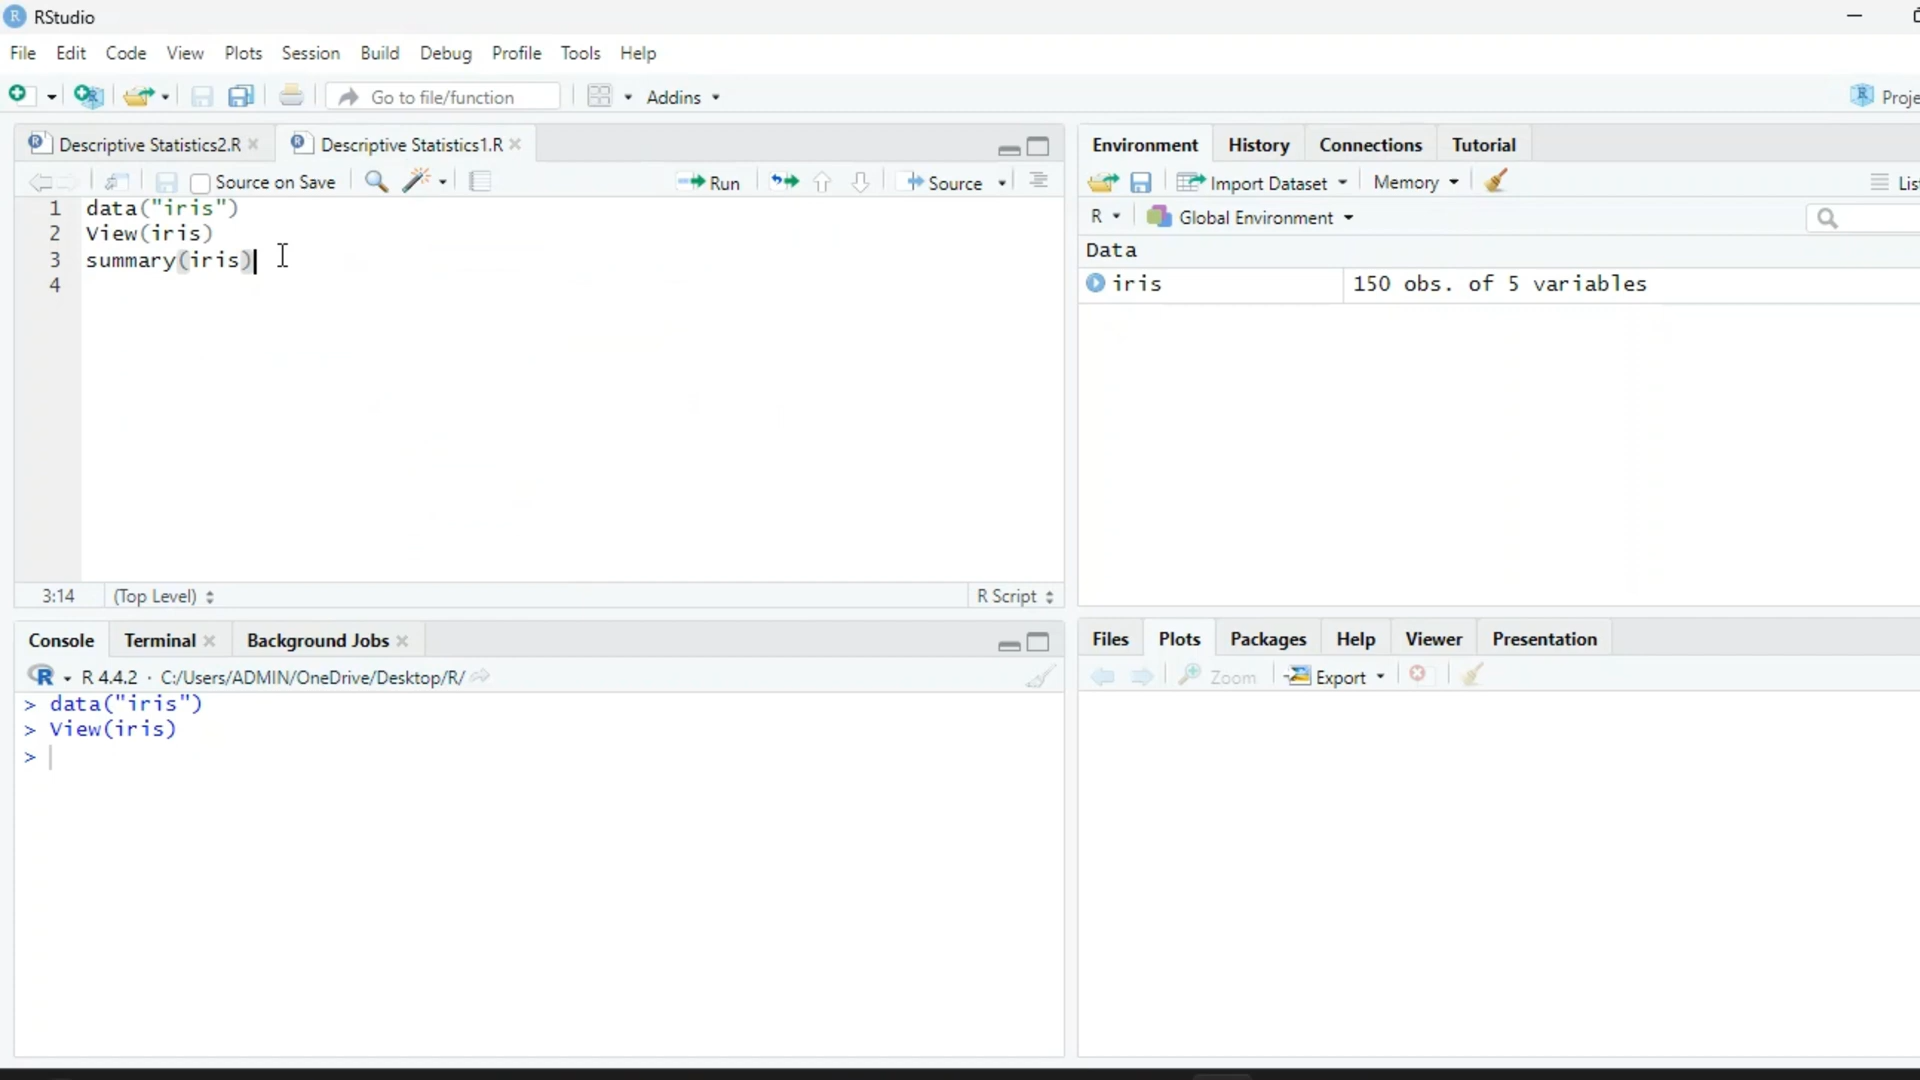 RStudio
File Edit Code View Plots Session Build Debug Profile Tools Help
Go to file/function Addins
Descriptive Statistics2.R Descriptive Statistics1.R
Source on Save Run Source
1 data("iris")
2 View(iris)
3 summary(iris)
4
3:14 (Top Level) R Script
Console Terminal Background Jobs
R 4.4.2 · C:/Users/ADMIN/OneDrive/Desktop/R/
> data("iris")
> View(iris)
>
Environment History Connections Tutorial
Import Dataset Memory
R Global Environment
Data
iris 150 obs. of 5 variables
Files Plots Packages Help Viewer Presentation
Zoom Export